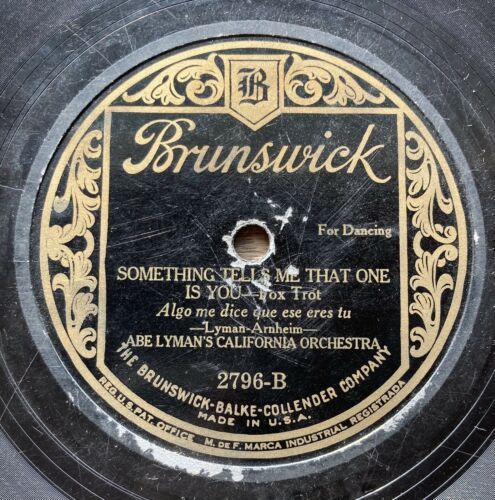 B
Brunswick
For Dancing
SOMETHING TELLS ME THAT ONE
IS YOU—Fox Trot
Algo me dice que ese eres tu
—Lyman-Arnheim—
ABE LYMAN'S CALIFORNIA ORCHESTRA
2796-B
THE BRUNSWICK-BALKE-COLLENDER COMPANY
MADE IN U.S.A.
REG. U.S. PAT. OFFICE M. DE F. MARCA INDUSTRIAL REGISTRADA